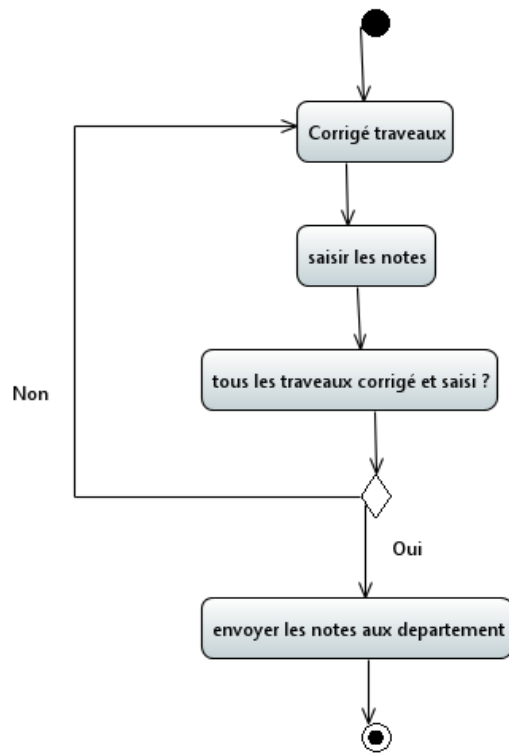 Corrigé traveaux
saisir les notes
tous les traveaux corrigé et saisi ?
Non
Oui
envoyer les notes aux departement